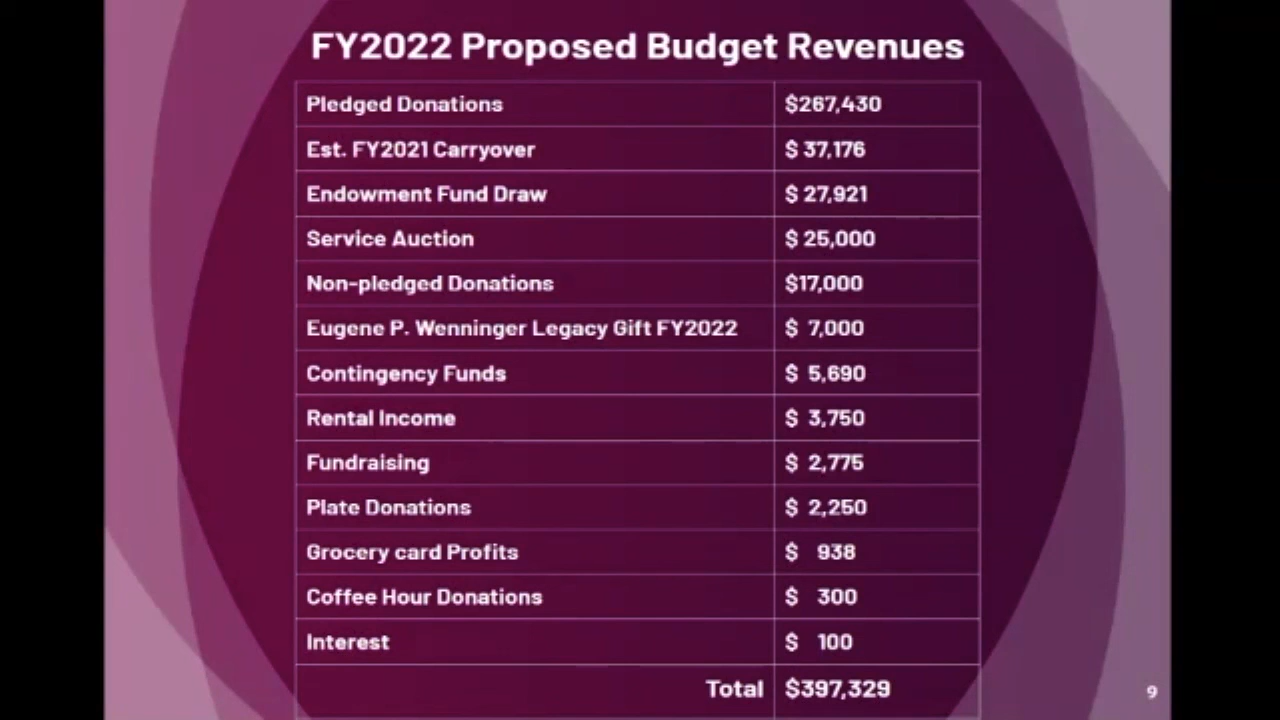 FY2022 Proposed Budget Revenues
Pledged Donations $267,430
Est. FY2021 Carryover $ 37,176
Endowment Fund Draw $ 27,921
Service Auction $ 25,000
Non-pledged Donations $17,000
Eugene P. Wenninger Legacy Gift FY2022 $ 7,000
Contingency Funds $ 5,690
Rental Income $ 3,750
Fundraising $ 2,775
Plate Donations $ 2,250
Grocery card Profits $ 938
Coffee Hour Donations $ 300
Interest $ 100
Total $397,329
9